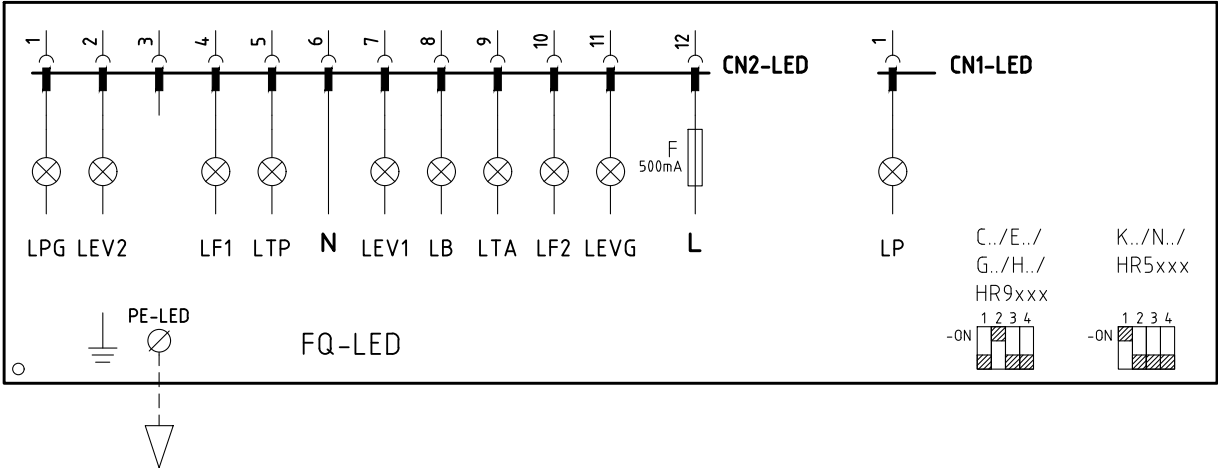 1 2 3 4 5 6 7 8 9 10 11 12 CN2-LED
1 CN1-LED
F
500mA
LPG LEV2 LF1 LTP N LEV1 LB LTA LF2 LEVG L LP
C../E../
G../H../
HR9xxx
1 2 3 4
-ON
K../N../
HR5xxx
1 2 3 4
-ON
PE-LED
FQ-LED